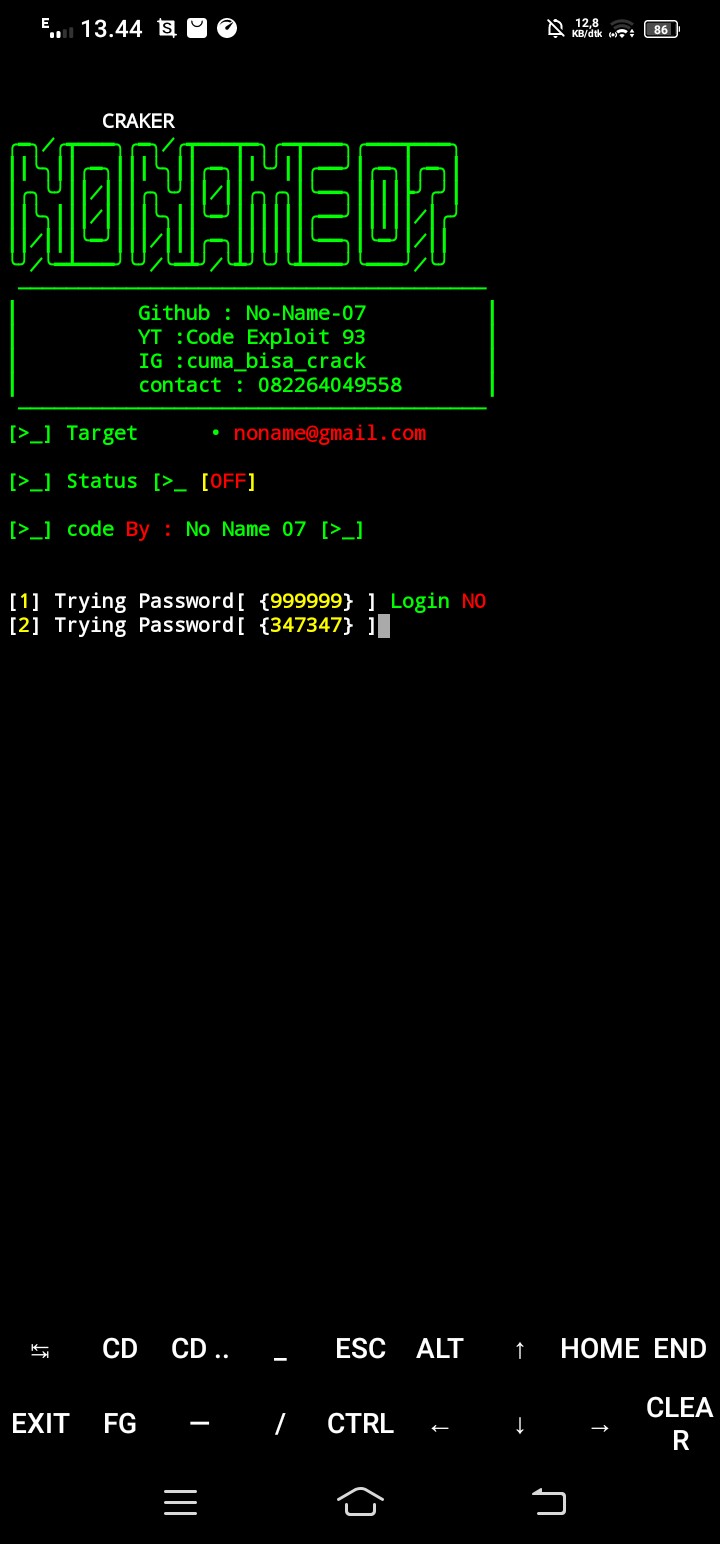 E 13.44 12,8 KB/dtk 86
CRAKER
NONAME07
Github : No-Name-07
YT :Code Exploit 93
IG :cuma_bisa_crack
contact : 082264049558
[>_] Target • noname@gmail.com
[>_] Status [>_ [OFF]
[>_] code By : No Name 07 [>_]
[1] Trying Password[ {999999} ] Login NO
[2] Trying Password[ {347347} ]
CD CD .. _ ESC ALT ↑ HOME END
EXIT FG — / CTRL ← ↓ → CLEAR